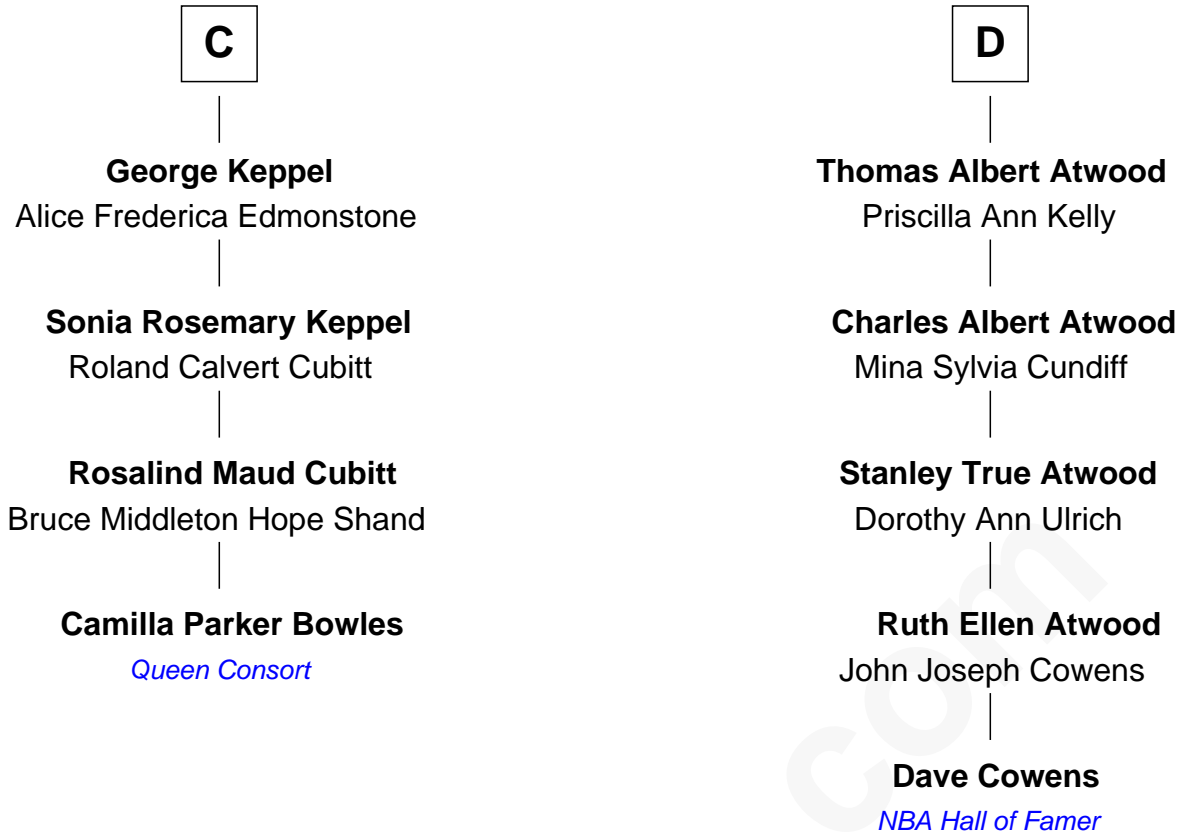 C
George Keppel
Alice Frederica Edmonstone
Sonia Rosemary Keppel
Roland Calvert Cubitt
Rosalind Maud Cubitt
Bruce Middleton Hope Shand
Camilla Parker Bowles
Queen Consort
D
Thomas Albert Atwood
Priscilla Ann Kelly
Charles Albert Atwood
Mina Sylvia Cundiff
Stanley True Atwood
Dorothy Ann Ulrich
Ruth Ellen Atwood
John Joseph Cowens
Dave Cowens
NBA Hall of Famer
com